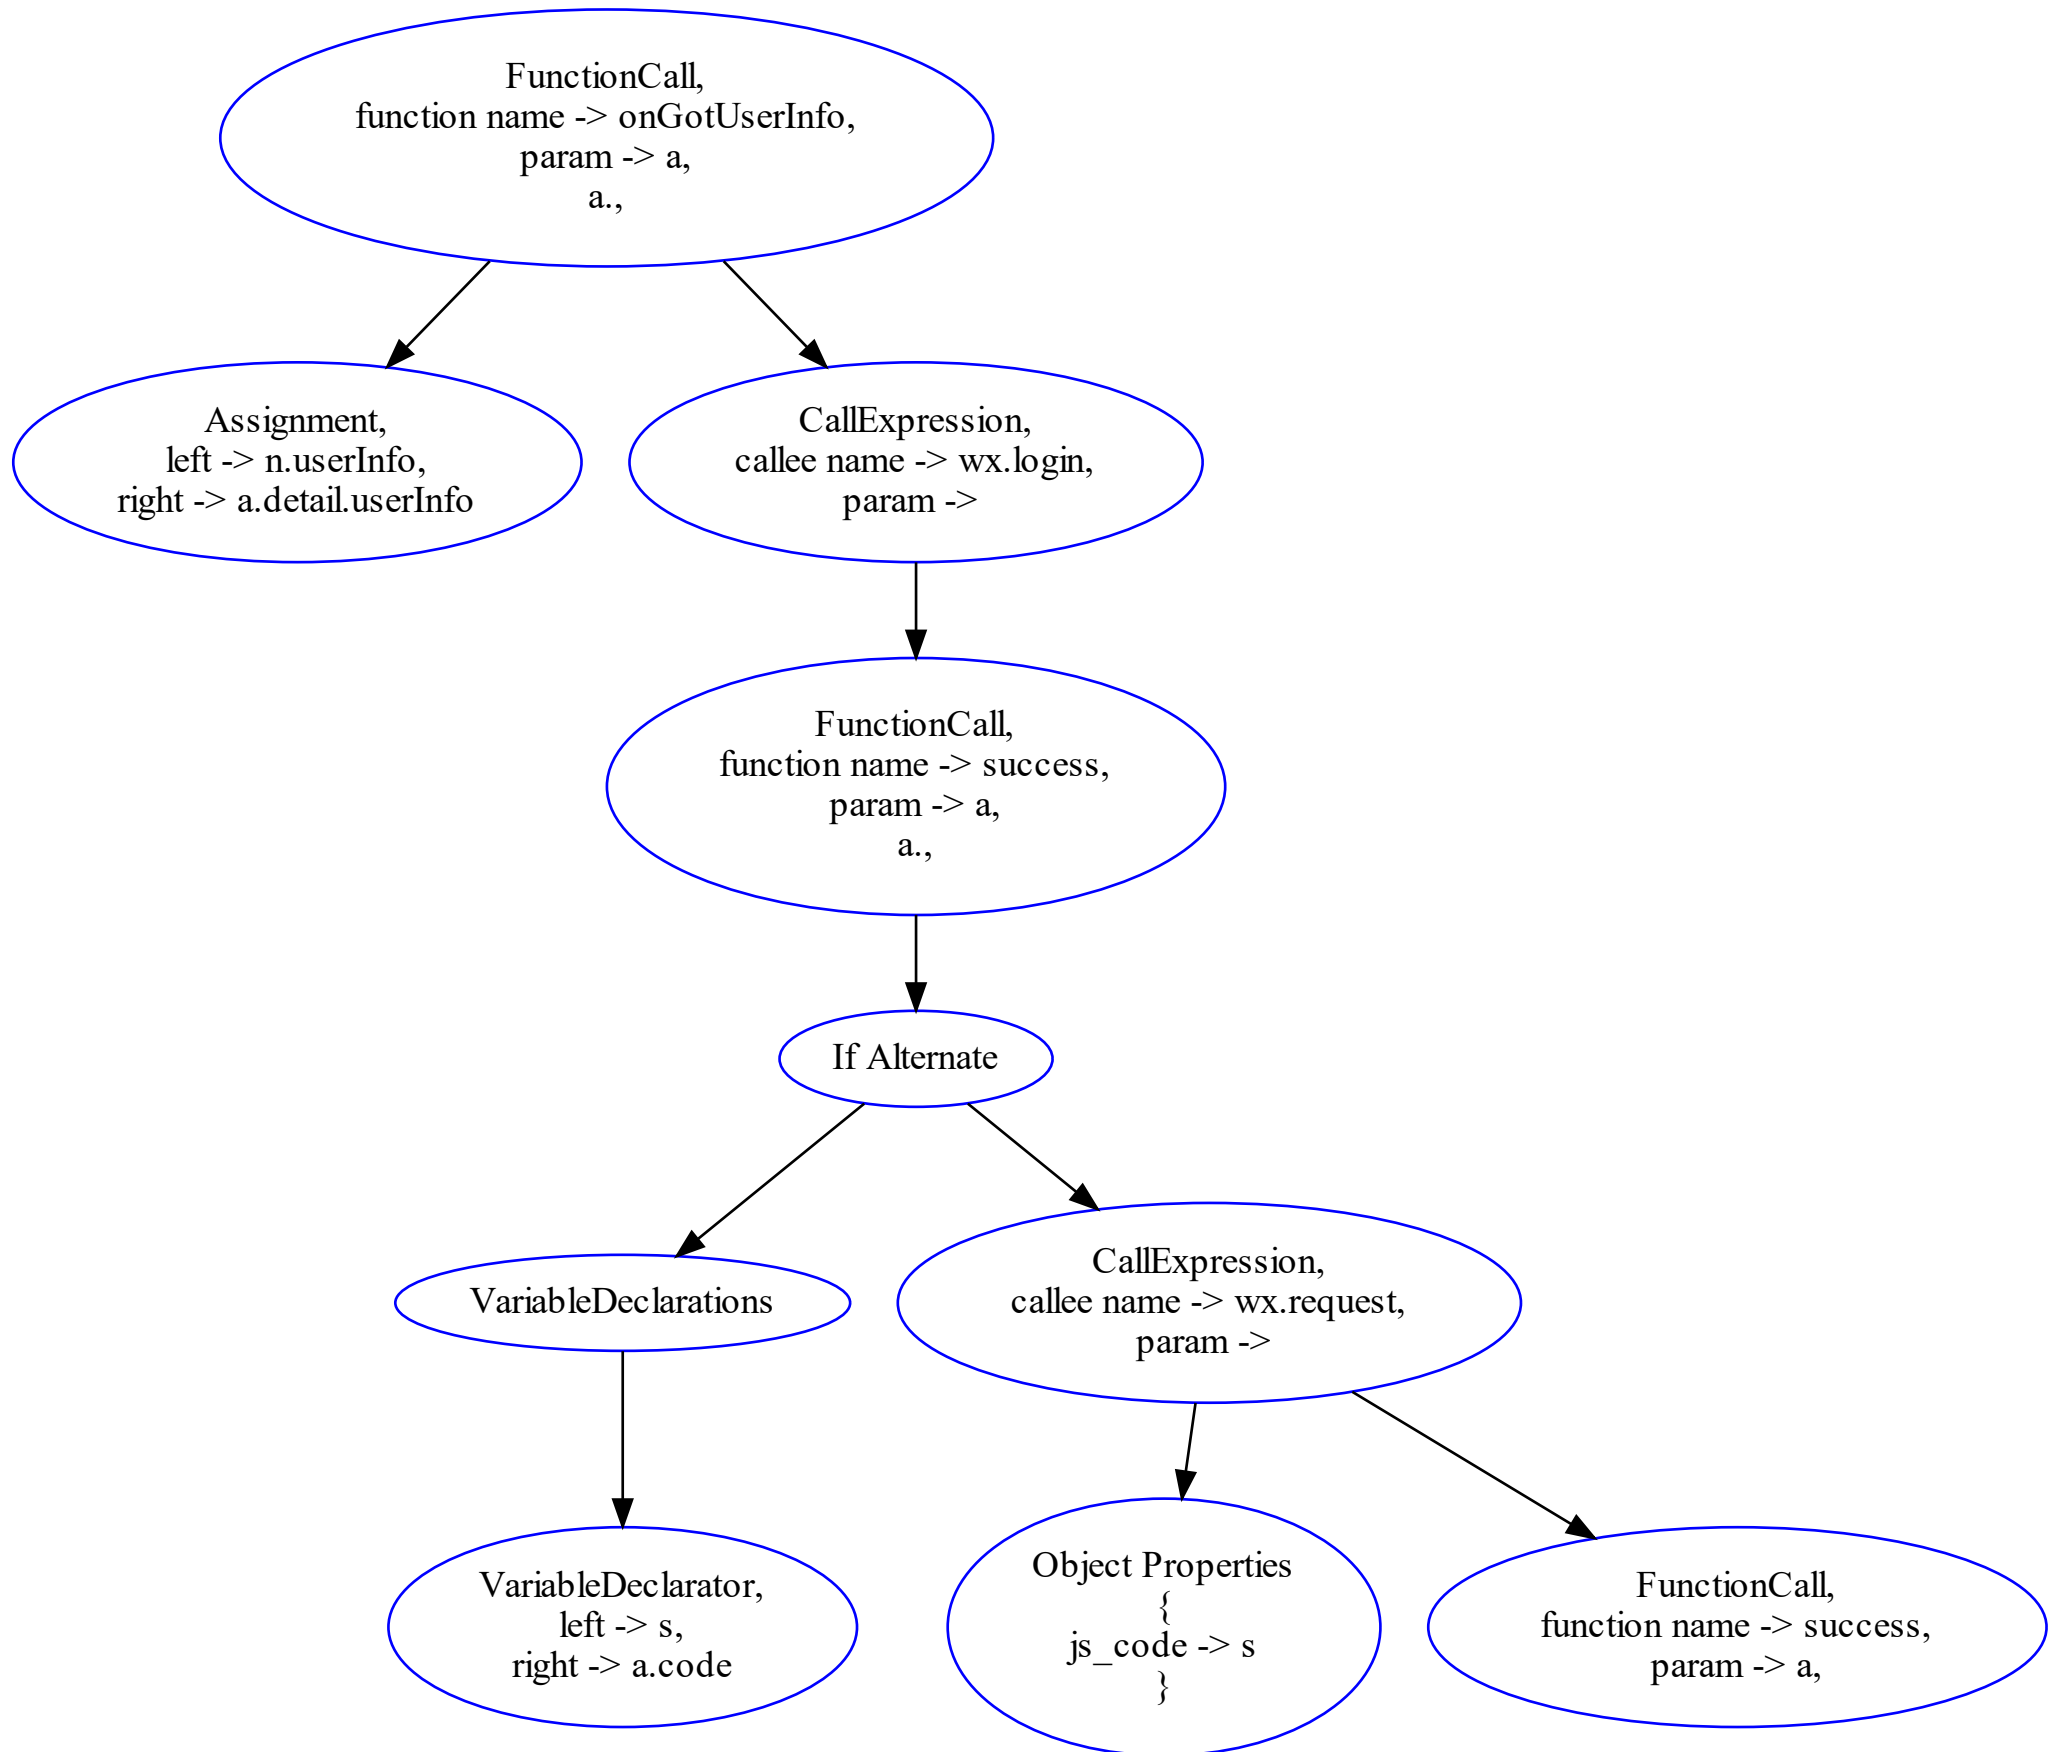 FunctionCall,
function name -> onGotUserInfo,
param -> a,
a.,
Assignment,
left -> n.userInfo,
right -> a.detail.userInfo
CallExpression,
callee name -> wx.login,
param ->
FunctionCall,
function name -> success,
param -> a,
a.,
If Alternate
VariableDeclarations
CallExpression,
callee name -> wx.request,
param ->
VariableDeclarator,
left -> s,
right -> a.code
Object Properties
{
js_code -> s
}
FunctionCall,
function name -> success,
param -> a,